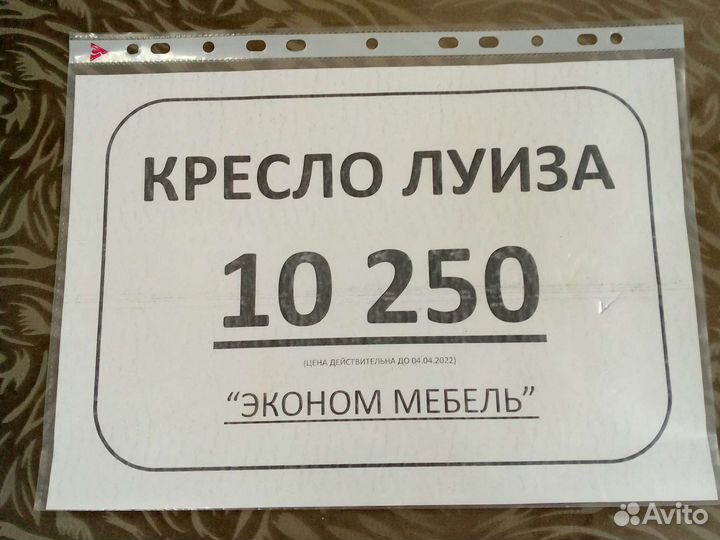 КРЕСЛО ЛУИЗА
10 250
(ЦЕНА ДЕЙСТВИТЕЛЬНА ДО 04.04.2022)
“ЭКОНОМ МЕБЕЛЬ”
Avito